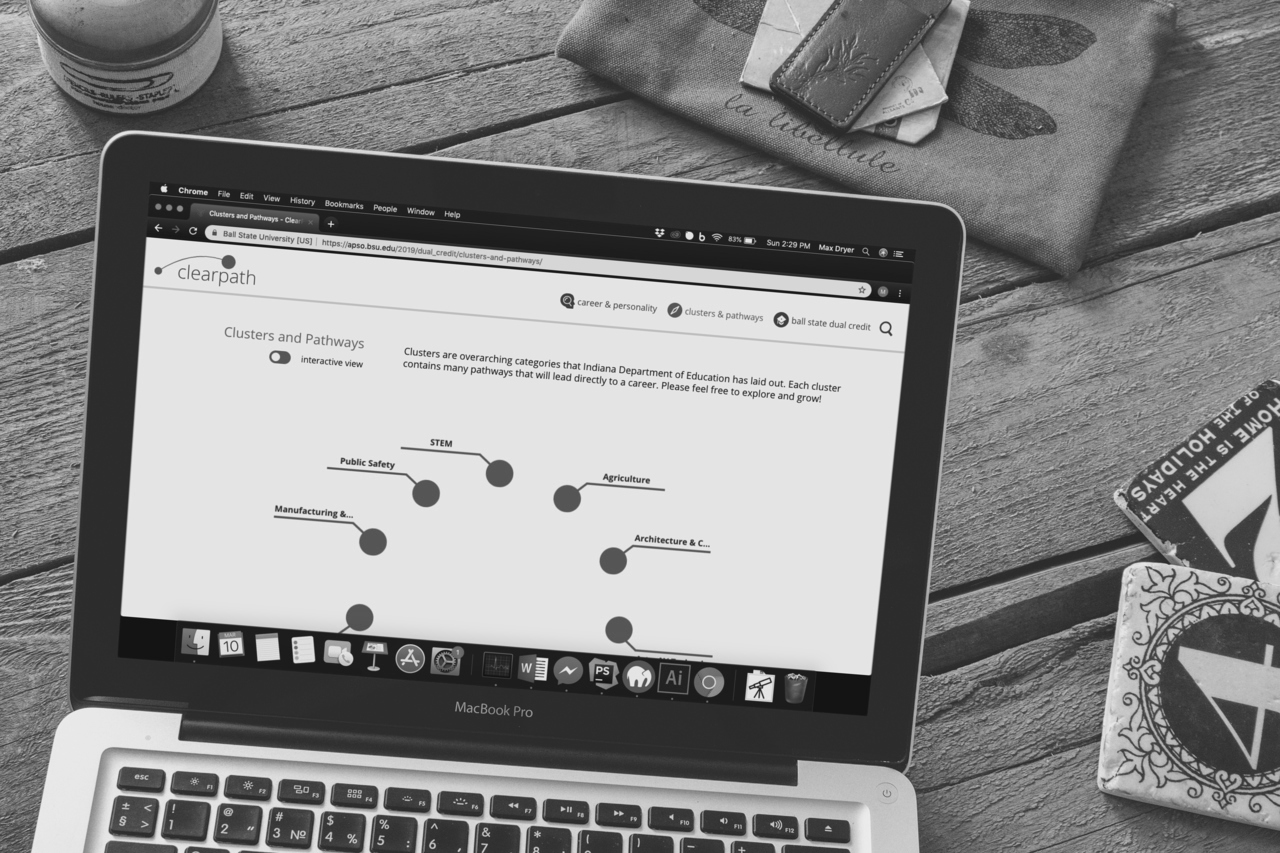 la libellule
Chrome File Edit View History Bookmarks People Window Help
83% Sun 2:29 PM Max Dryer
Clusters and Pathways - Clear
Ball State University [US] | https://apso.bsu.edu/2019/dual_credit/clusters-and-pathways/
clearpath
career & personality
clusters & pathways
ball state dual credit
Clusters and Pathways
interactive view
Clusters are overarching categories that Indiana Department of Education has laid out. Each cluster
contains many pathways that will lead directly to a career. Please feel free to explore and grow!
STEM
Public Safety
Agriculture
Manufacturing &...
Architecture & C...
HOME IS THE HEART
OF THE HOLIDAYS
MAR
10
1
W
PS
Ai
MacBook Pro
esc F1 F2 F3 F4 F5 F6 F7 F8 F9 F10 F11 F12
± § < > ! 1 @ 2 " # 3 № $ 4 % % 5 : ^ 6 , & 7 * 8 ( ) _ +